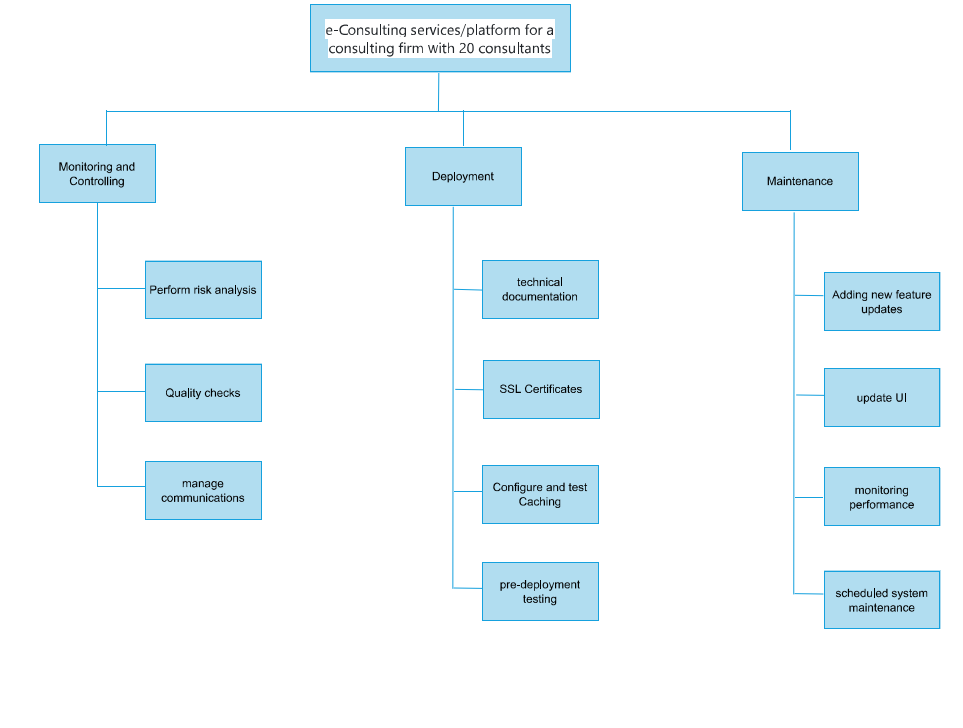 e-Consulting services/platform for a
consulting firm with 20 consultants
Monitoring and
Controlling
Perform risk analysis
Quality checks
manage
communications
Deployment
technical
documentation
SSL Certificates
Configure and test
Caching
pre-deployment
testing
Maintenance
Adding new feature
updates
update UI
monitoring
performance
scheduled system
maintenance